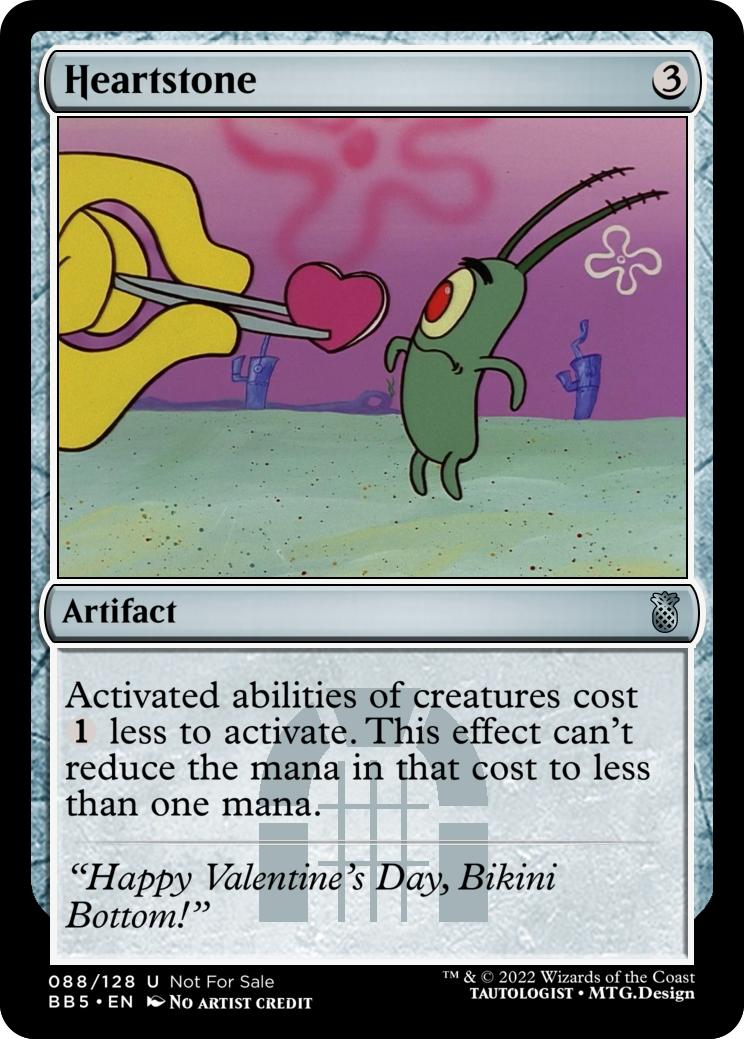 Heartstone 3
Artifact
Activated abilities of creatures cost
1 less to activate. This effect can't
reduce the mana in that cost to less
than one mana.
“Happy Valentine's Day, Bikini
Bottom!”
088/128 U Not For Sale
BB5 • EN No artist credit
™ & © 2022 Wizards of the Coast
TAUTOLOGIST • MTG.Design